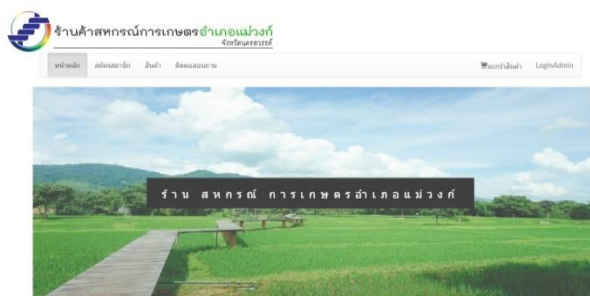 ร้านค้าสหกรณ์การเกษตรอำเภอแม่วงก์
จังหวัดนครสวรรค์
หน้าหลัก สมัครสมาชิก สินค้า ติดต่อสอบถาม ตะกร้าสินค้า LoginAdmin
ร้าน สหกรณ์ การเกษตรอำเภอแม่วงก์